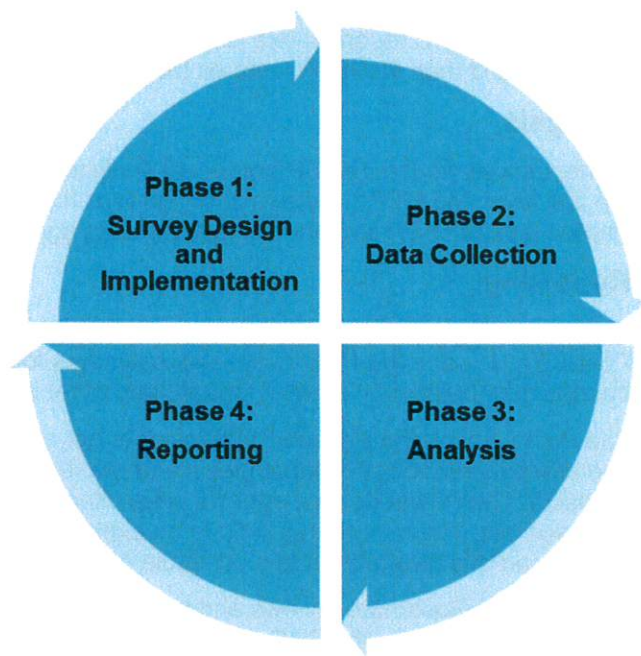 Phase 1:
Survey Design
and
Implementation
Phase 2:
Data Collection
Phase 3:
Analysis
Phase 4:
Reporting